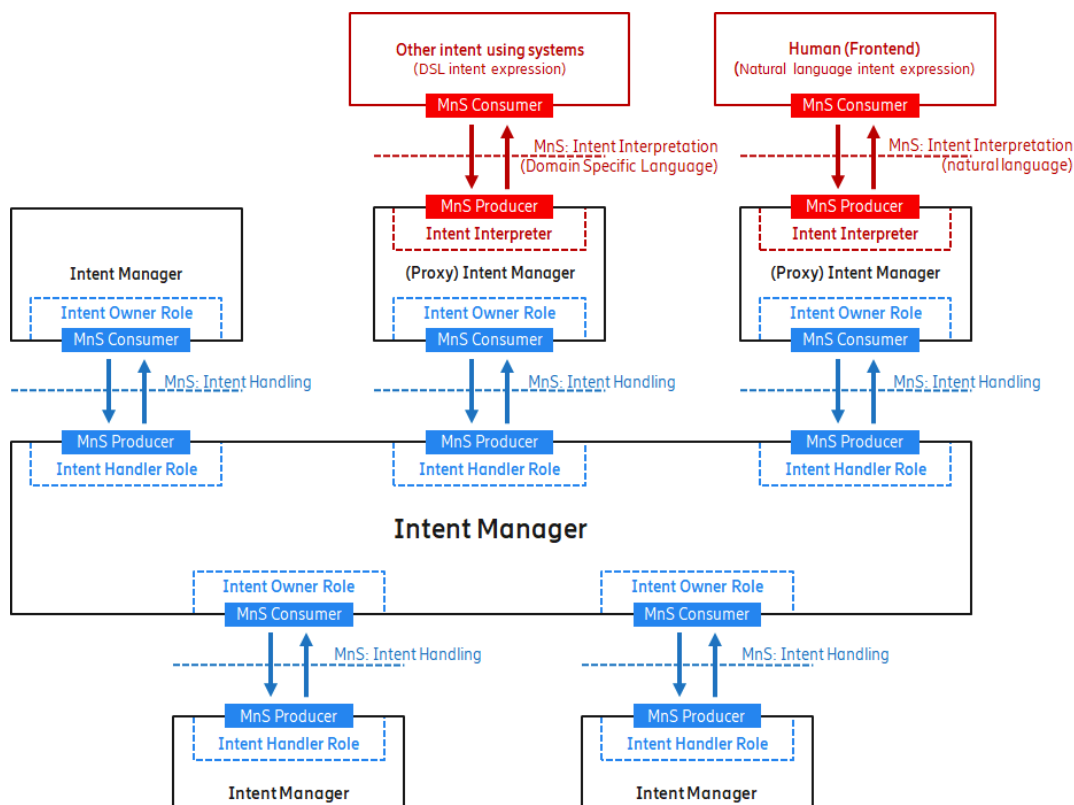 Other intent using systems
(DSL intent expression)
MnS Consumer
Human (Frontend)
(Natural language intent expression)
MnS Consumer
MnS: Intent Interpretation
(Domain Specific Language)
MnS: Intent Interpretation
(natural language)
MnS Producer
Intent Interpreter
MnS Producer
Intent Interpreter
Intent Manager
(Proxy) Intent Manager
(Proxy) Intent Manager
Intent Owner Role
MnS Consumer
Intent Owner Role
MnS Consumer
Intent Owner Role
MnS Consumer
MnS: Intent Handling
MnS: Intent Handling
MnS: Intent Handling
MnS Producer
Intent Handler Role
MnS Producer
Intent Handler Role
MnS Producer
Intent Handler Role
Intent Manager
Intent Owner Role
MnS Consumer
Intent Owner Role
MnS Consumer
MnS: Intent Handling
MnS: Intent Handling
MnS Producer
Intent Handler Role
Intent Manager
MnS Producer
Intent Handler Role
Intent Manager